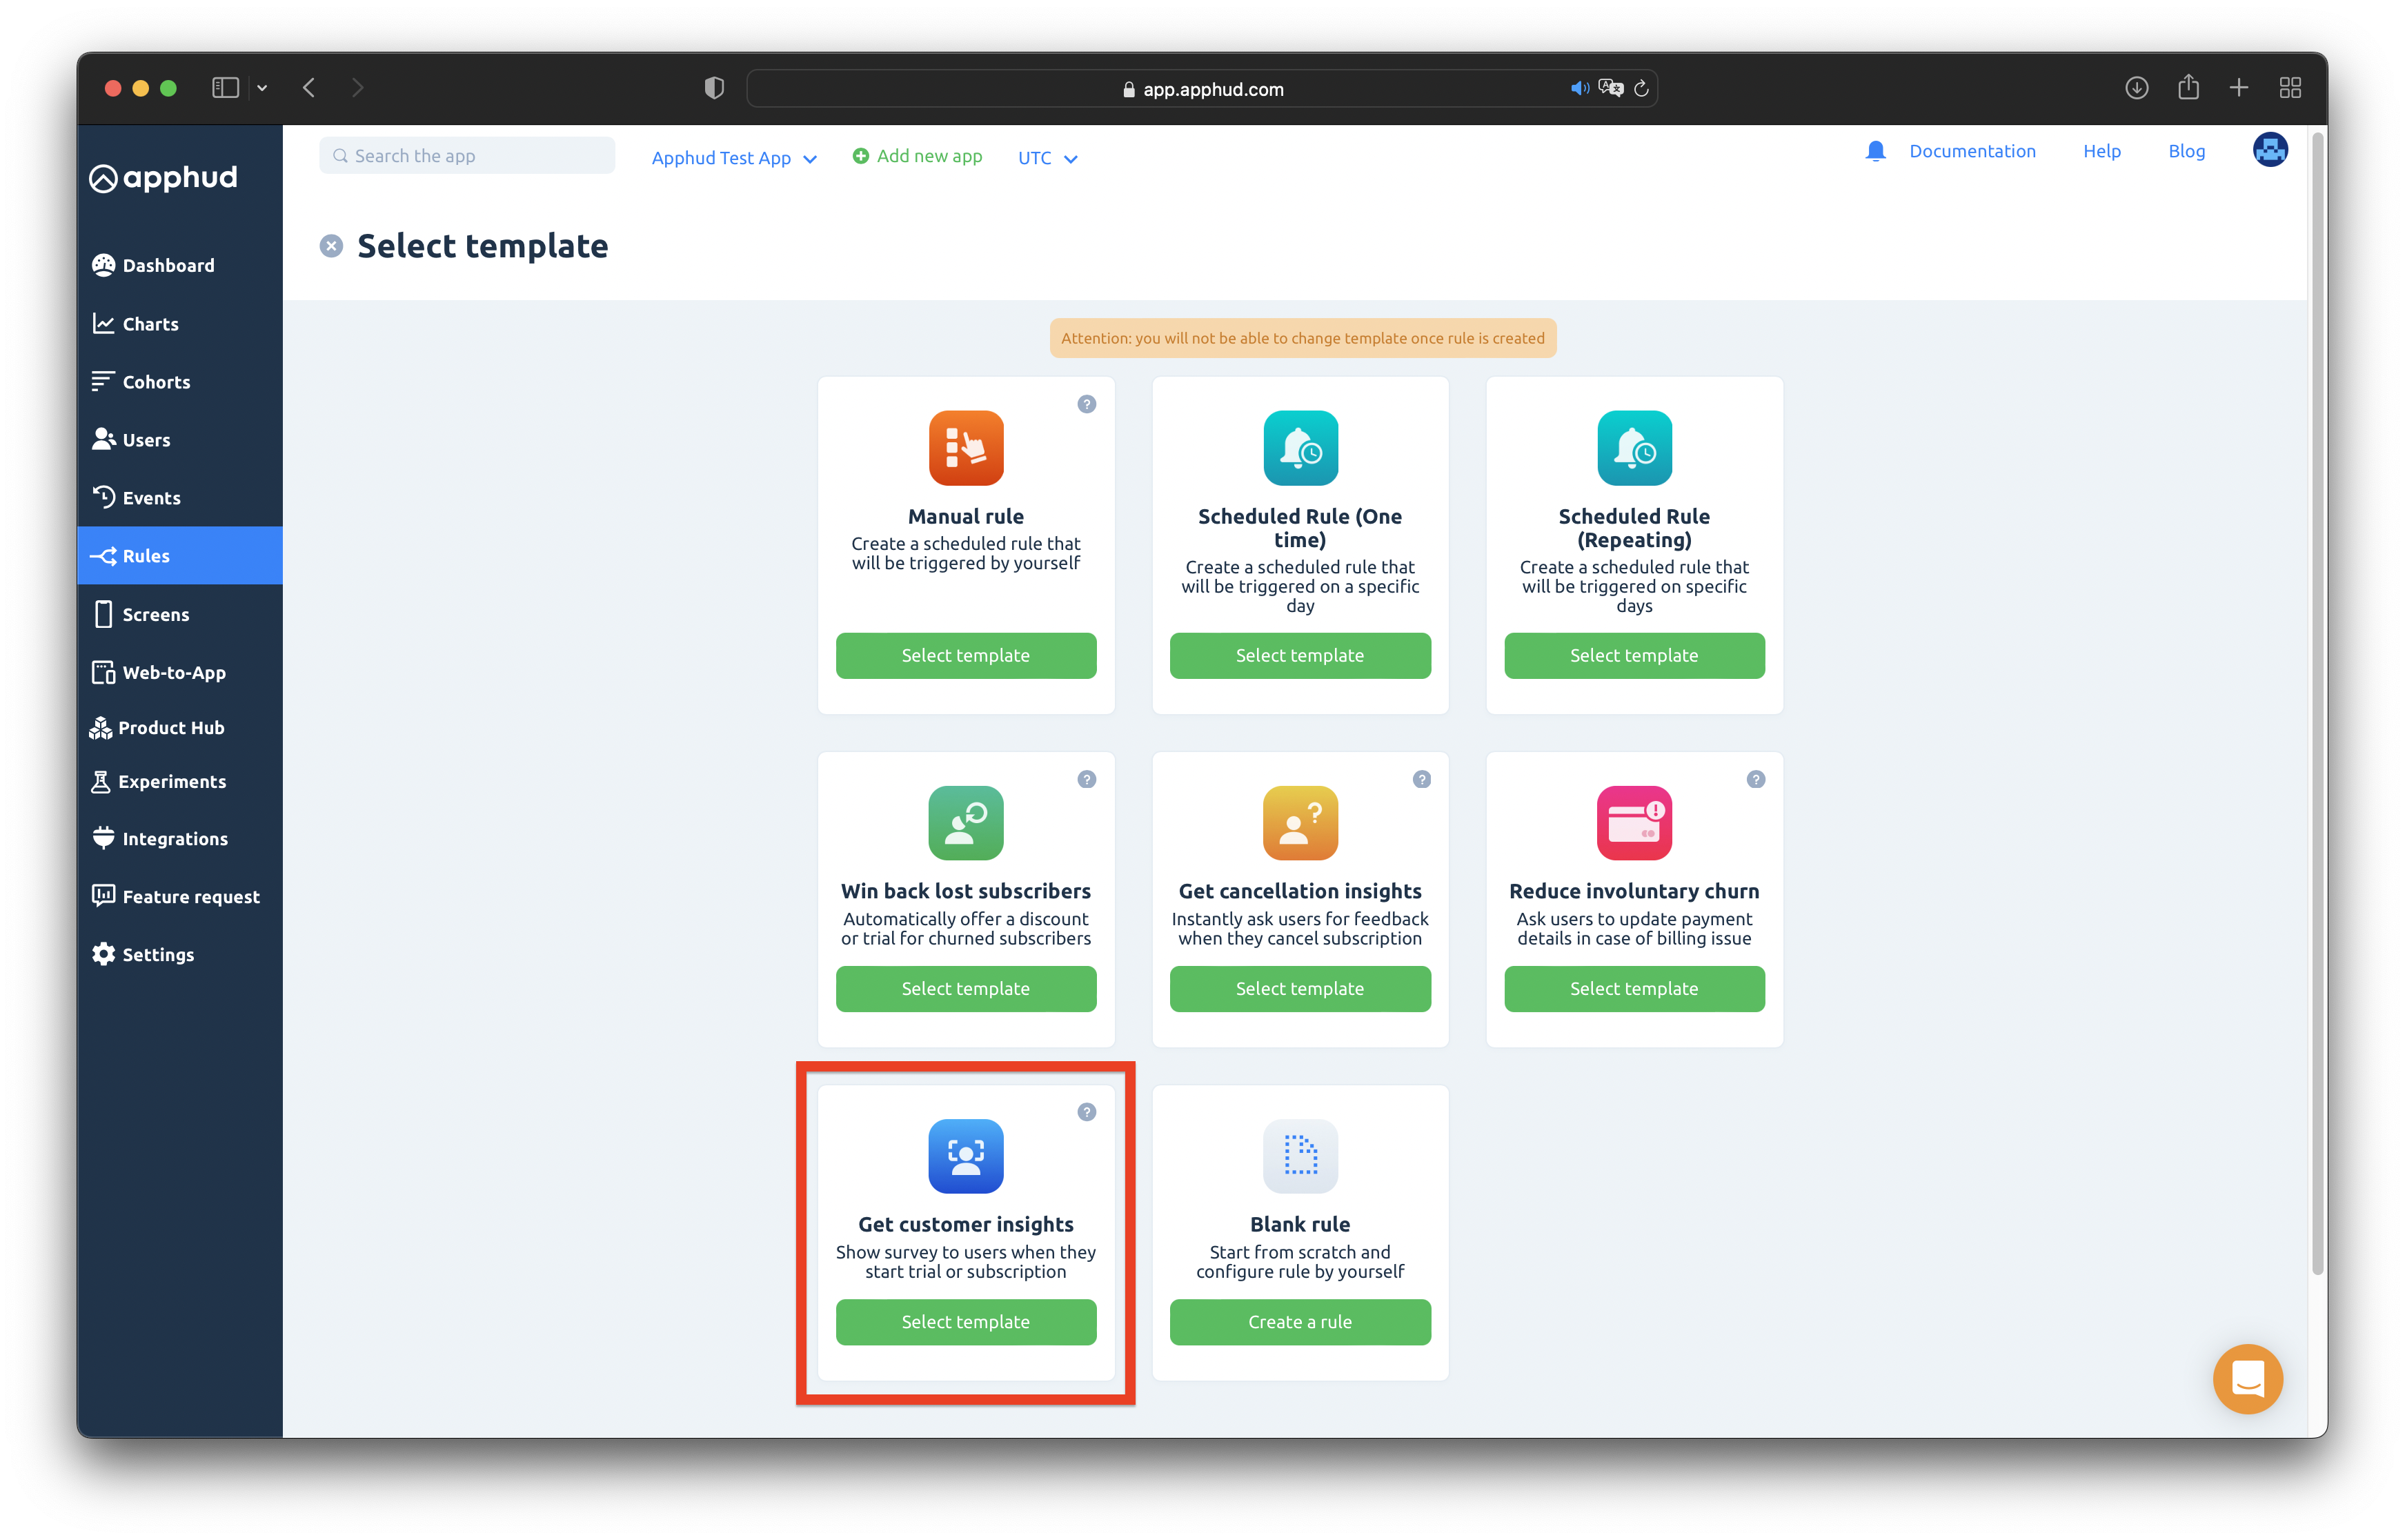 app.apphud.com
apphud
Search the app
Apphud Test App
Add new app
UTC
Documentation
Help
Blog
Select template
Dashboard
Charts
Cohorts
Users
Events
Rules
Screens
Web-to-App
Product Hub
Experiments
Integrations
Feature request
Settings
Attention: you will not be able to change template once rule is created
?
Manual rule
Create a scheduled rule that
will be triggered by yourself
Select template
Scheduled Rule (One
time)
Create a scheduled rule that
will be triggered on a specific
day
Select template
Scheduled Rule
(Repeating)
Create a scheduled rule that
will be triggered on specific
days
Select template
?
Win back lost subscribers
Automatically offer a discount
or trial for churned subscribers
Select template
?
Get cancellation insights
Instantly ask users for feedback
when they cancel subscription
Select template
?
Reduce involuntary churn
Ask users to update payment
details in case of billing issue
Select template
?
Get customer insights
Show survey to users when they
start trial or subscription
Select template
Blank rule
Start from scratch and
configure rule by yourself
Create a rule